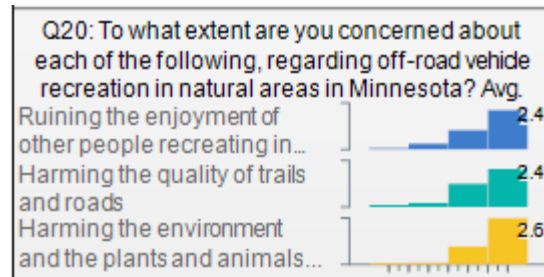 Q20: To what extent are you concerned about
each of the following, regarding off-road vehicle
recreation in natural areas in Minnesota? Avg.
Ruining the enjoyment of
other people recreating in...
2.4
Harming the quality of trails
and roads
2.4
Harming the environment
and the plants and animals...
2.6